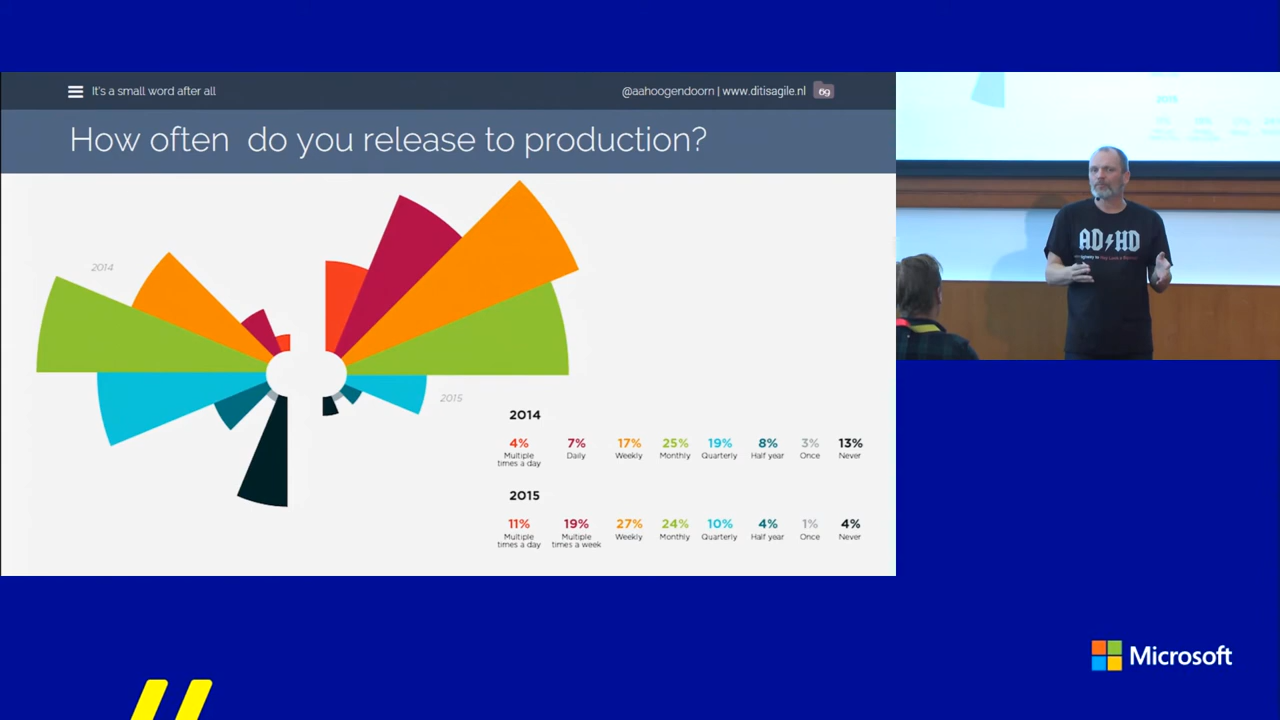 It's a small word after all
@aahoogendoorn | www.ditisagile.nl
69
How often do you release to production?
2014
2015
2014
4% 7% 17% 25% 19% 8% 3% 13%
Multiple times a day Daily Weekly Monthly Quarterly Half year Once Never
2015
11% 19% 27% 24% 10% 4% 1% 4%
Multiple times a day Multiple times a week Weekly Monthly Quarterly Half year Once Never
2015
AD HD
Highway to
Microsoft